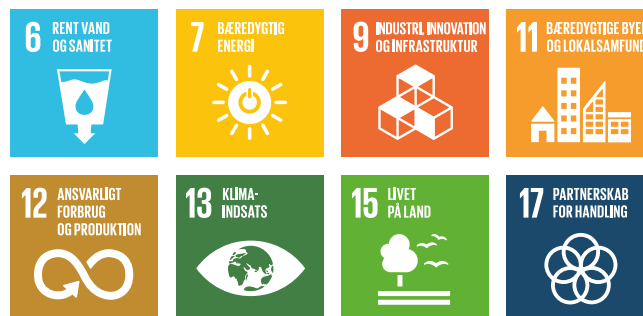 6 RENT VAND
OG SANITET
7 BÆREDYGTIG
ENERGI
9 INDUSTRI, INNOVATION
OG INFRASTRUKTUR
11 BÆREDYGTIGE BYER
OG LOKALSAMFUND
12 ANSVARLIGT
FORBRUG
OG PRODUKTION
13 KLIMA-
INDSATS
15 LIVET
PÅ LAND
17 PARTNERSKAB
FOR HANDLING